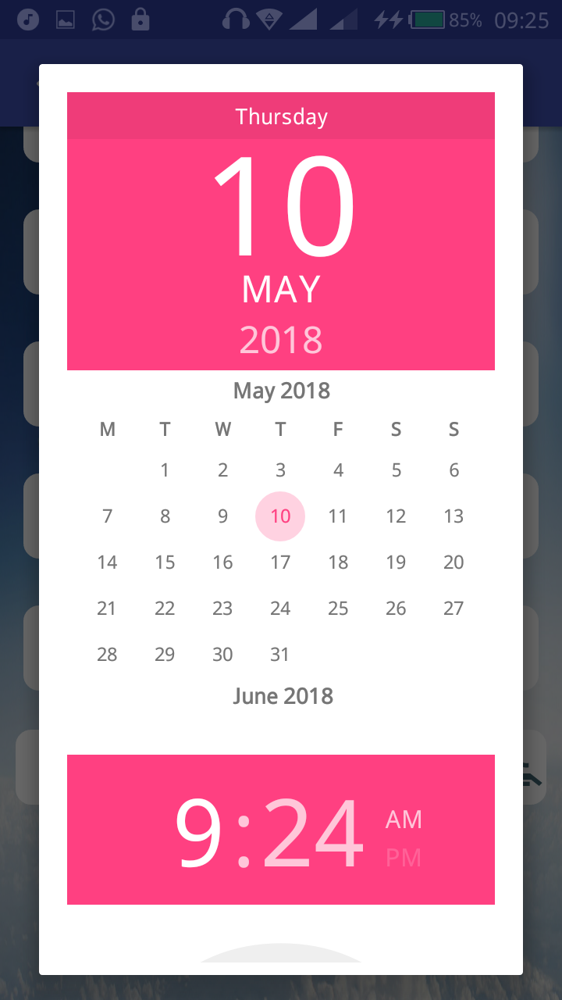 85% 09:25
Thursday
10
MAY
2018
May 2018
M T W T F S S
1 2 3 4 5 6
7 8 9 10 11 12 13
14 15 16 17 18 19 20
21 22 23 24 25 26 27
28 29 30 31
June 2018
9:24 AM
PM